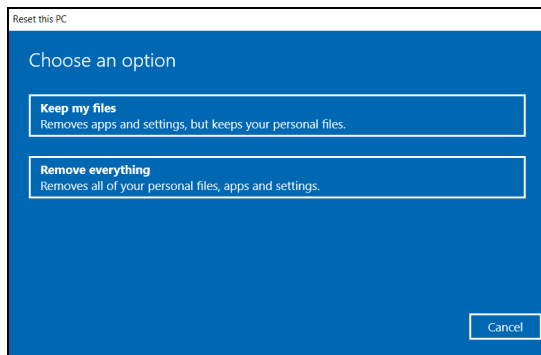 Reset this PC
Choose an option
Keep my files
Removes apps and settings, but keeps your personal files.
Remove everything
Removes all of your personal files, apps and settings.
Cancel